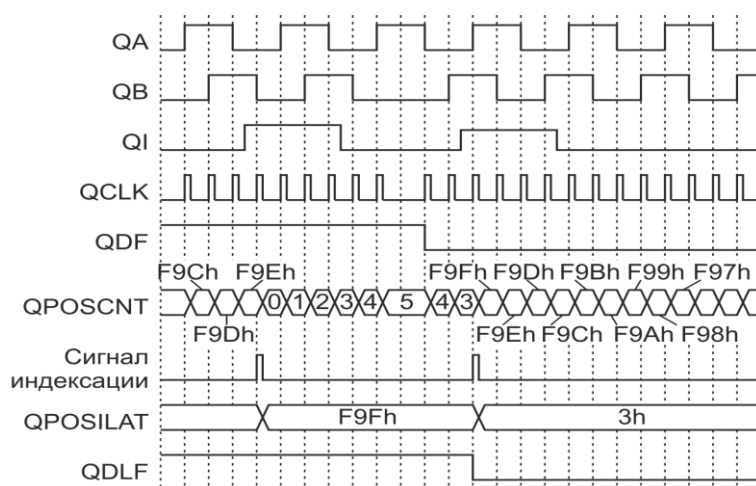 QA
QB
QI
QCLK
QDF
F9Ch F9Eh F9Fh F9Dh F9Bh F99h F97h
QPOSCNT 0 1 2 3 4 5 4 3
F9Dh F9Eh F9Ch F9Ah F98h
Сигнал
индексации
QPOSILAT F9Fh 3h
QDLF